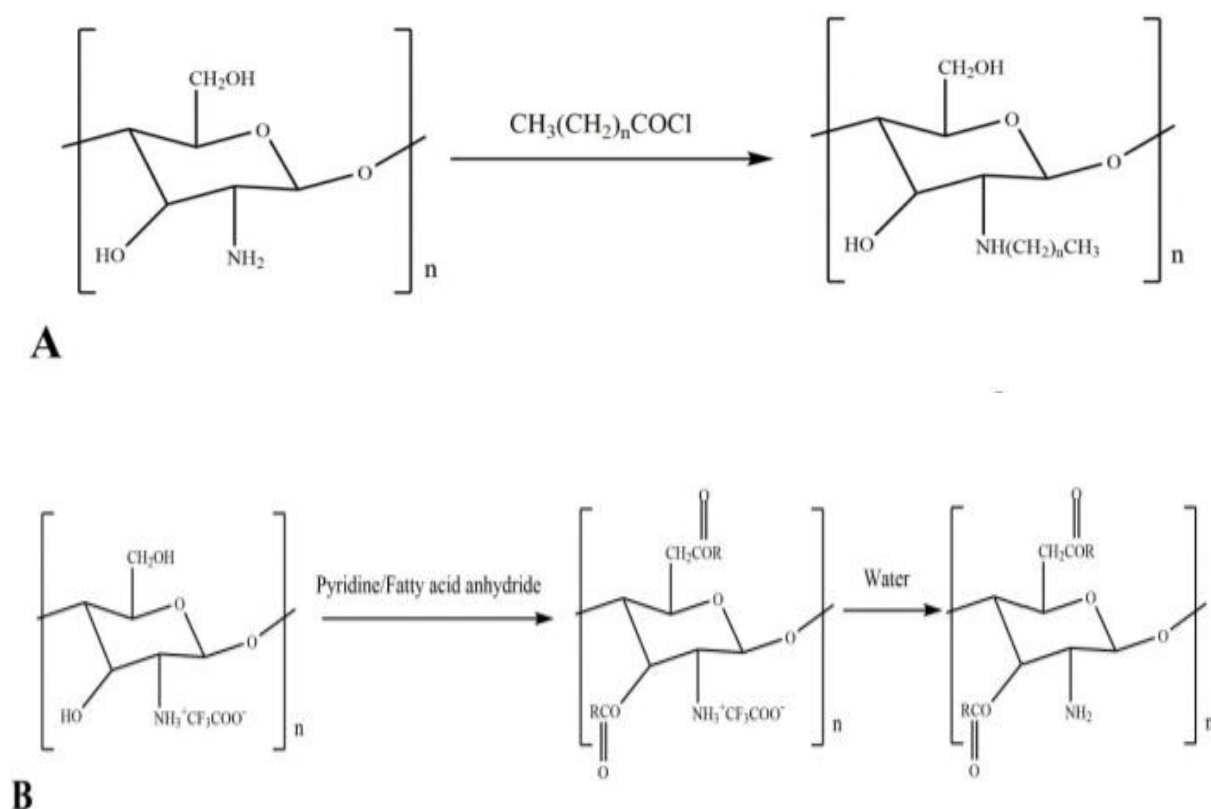 CH₂OH
O
O
HO
NH₂
n
CH₃(CH₂)ₙCOCl
CH₂OH
O
O
HO
NH(CH₂)ₙCH₃
n
A
CH₂OH
O
O
HO
NH₃⁺CF₃COO⁻
n
Pyridine/Fatty acid anhydride
O
CH₂COR
O
O
RCO
NH₃⁺CF₃COO⁻
O
n
Water
O
CH₂COR
O
O
RCO
NH₂
O
n
B